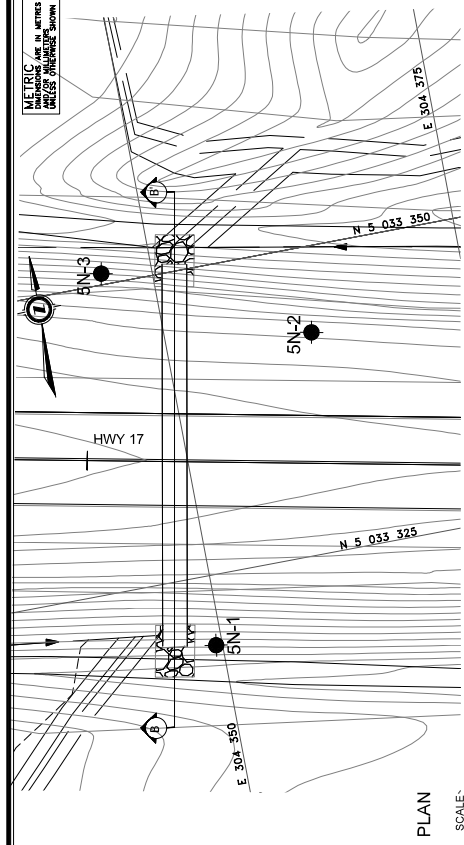 METRIC
DIMENSIONS ARE IN METRES
AND/OR MILLIMETERS
UNLESS OTHERWISE SHOWN
E 304 375
B'
N 5 033 350
5N-3
N
5N-2
HWY 17
N 5 033 325
5N-1
B
E 304 350
PLAN
SCALE